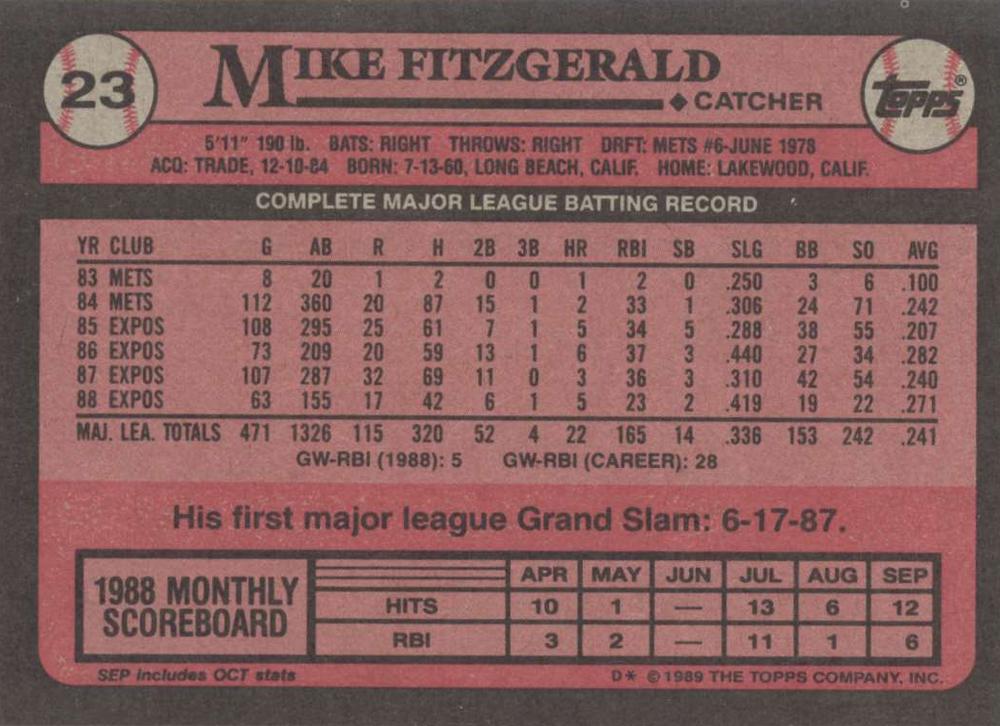 23
MIKE FITZGERALD
◆ CATCHER
Topps®
5'11" 190 lb. BATS: RIGHT THROWS: RIGHT DRFT: METS #6-JUNE 1978
ACQ: TRADE, 12-10-84 BORN: 7-13-60, LONG BEACH, CALIF. HOME: LAKEWOOD, CALIF.
COMPLETE MAJOR LEAGUE BATTING RECORD
YR CLUB G AB R H 2B 3B HR RBI SB SLG BB SO AVG
83 METS 8 20 1 2 0 0 1 2 0 .250 3 6 .100
84 METS 112 360 20 87 15 1 2 33 1 .306 24 71 .242
85 EXPOS 108 295 25 61 7 1 5 34 5 .288 38 55 .207
86 EXPOS 73 209 20 59 13 1 6 37 3 .440 27 34 .282
87 EXPOS 107 287 32 69 11 0 3 36 3 .310 42 54 .240
88 EXPOS 63 155 17 42 6 1 5 23 2 .419 19 22 .271
MAJ. LEA. TOTALS 471 1326 115 320 52 4 22 165 14 .336 153 242 .241
GW-RBI (1988): 5 GW-RBI (CAREER): 28
His first major league Grand Slam: 6-17-87.
1988 MONTHLY
SCOREBOARD
APR MAY JUN JUL AUG SEP
HITS 10 1 — 13 6 12
RBI 3 2 — 11 1 6
SEP includes OCT stats
D* © 1989 THE TOPPS COMPANY, INC.